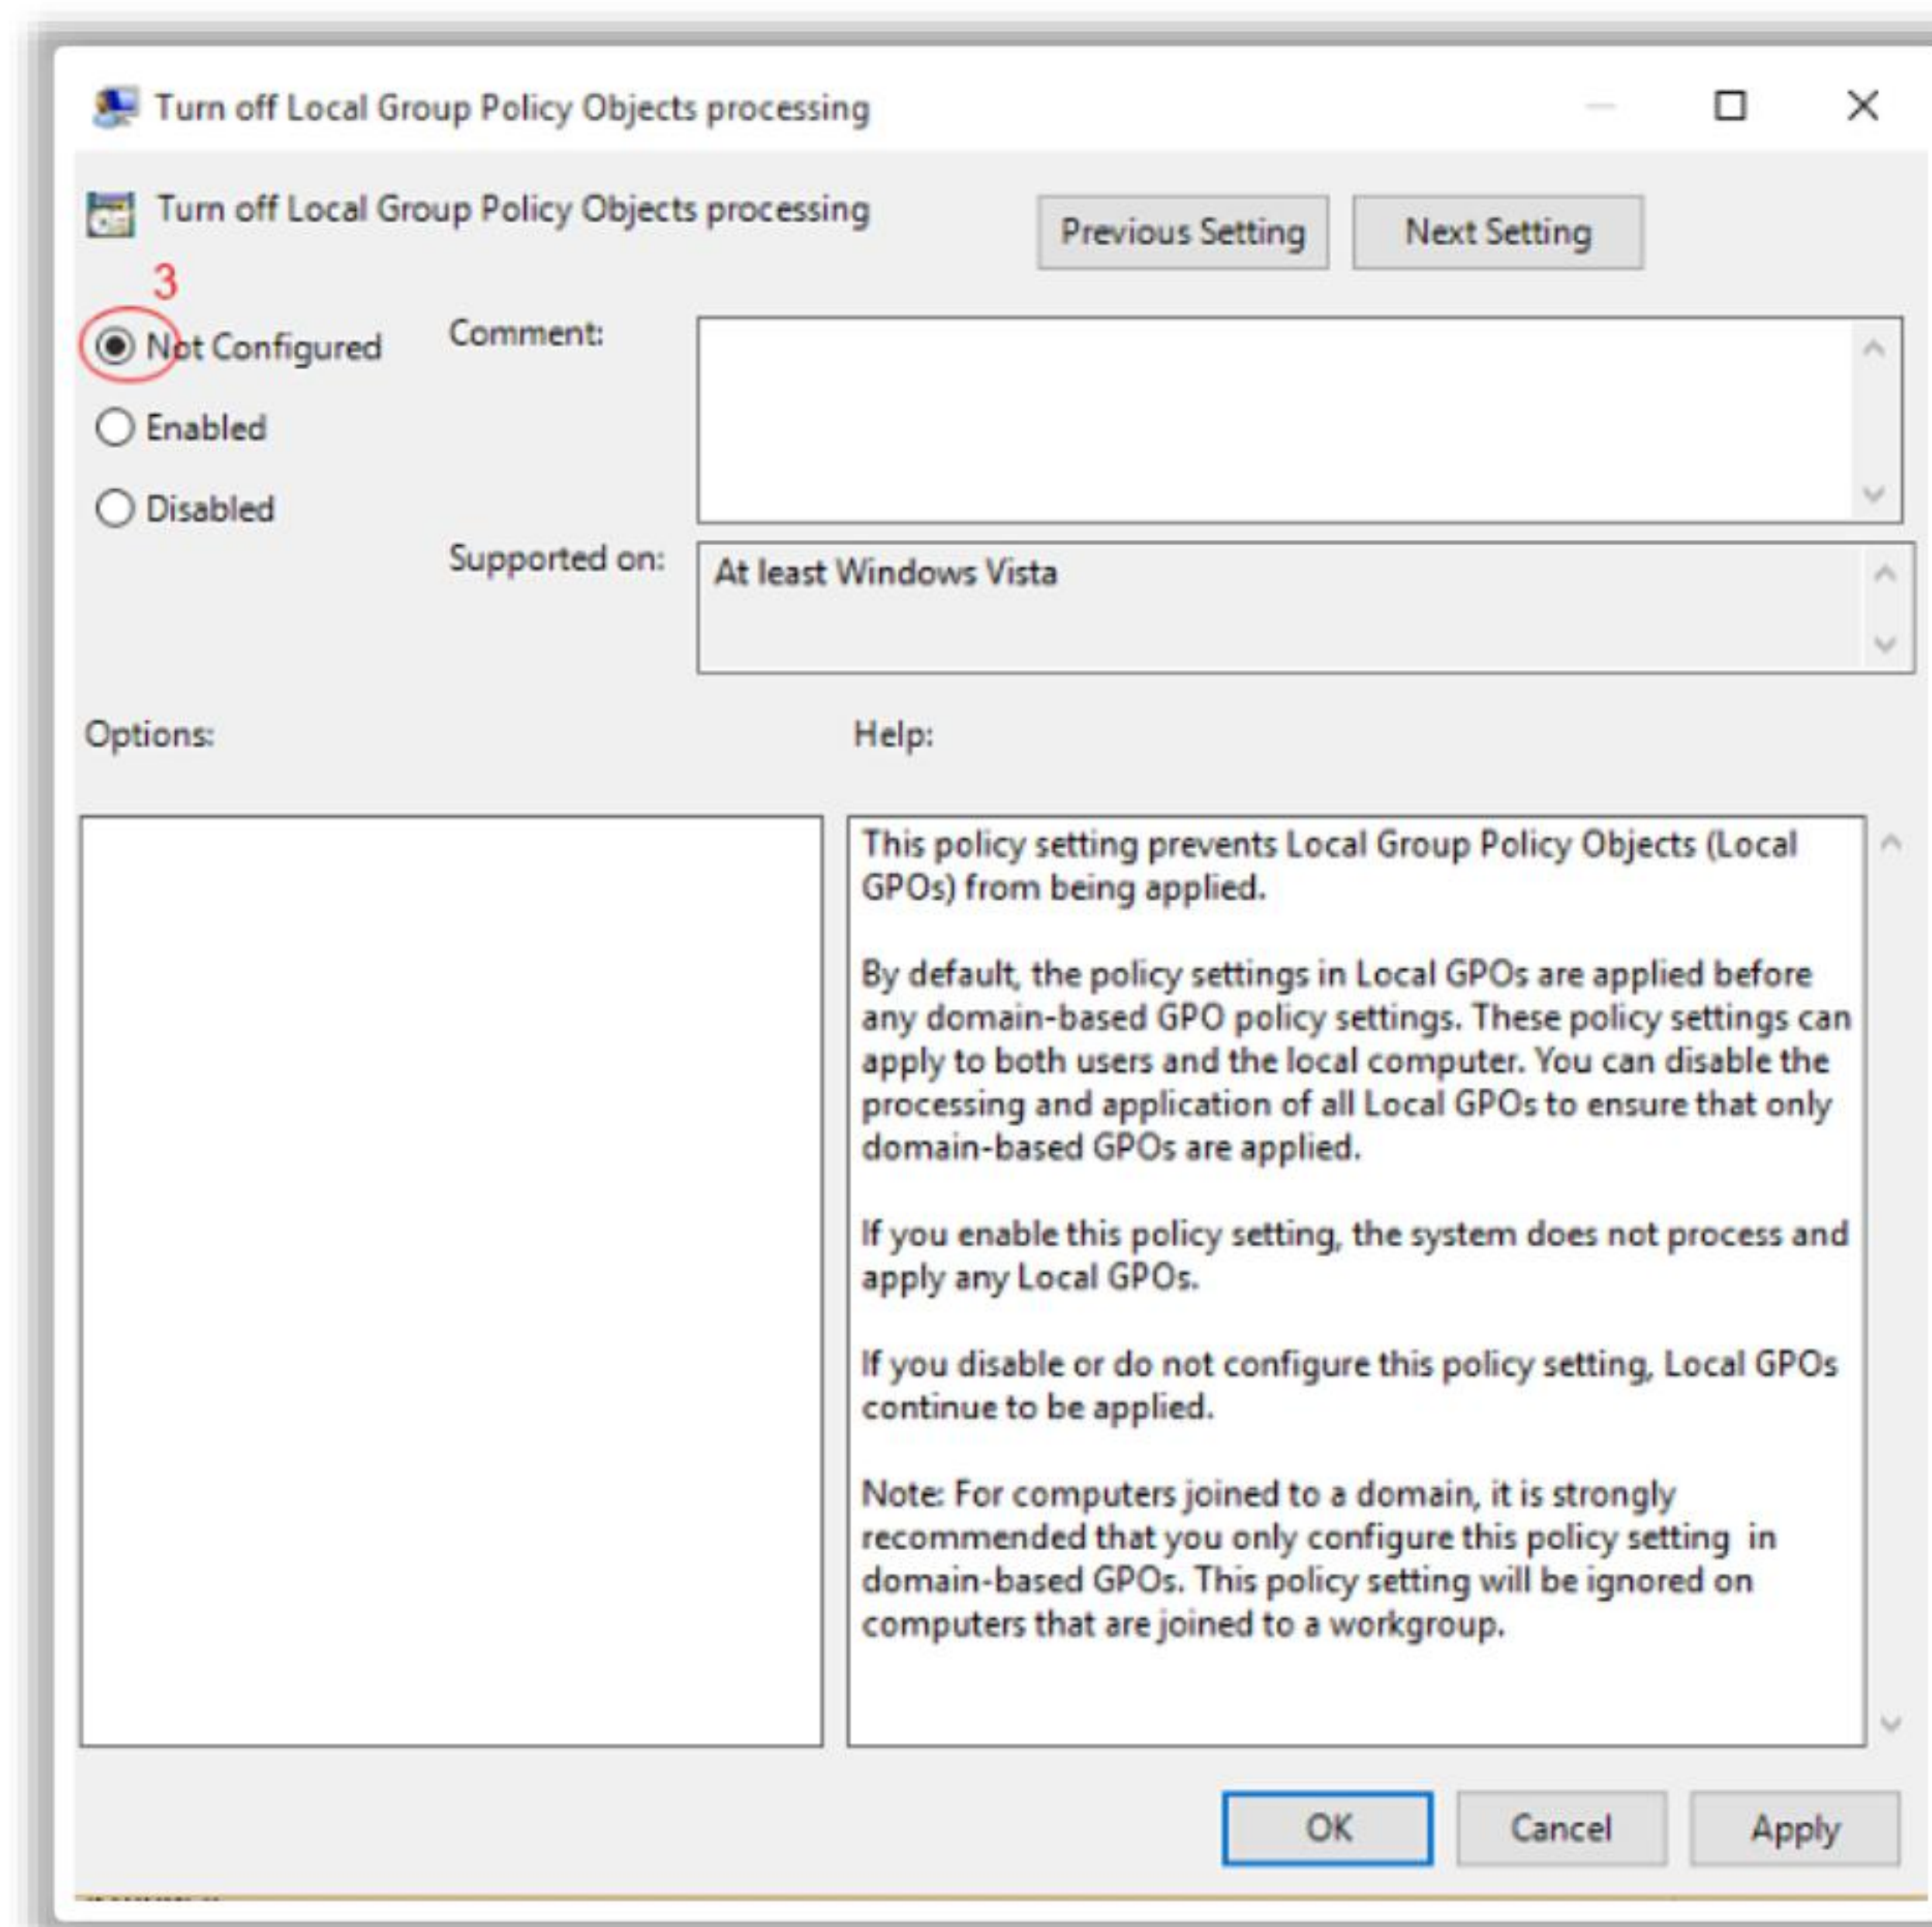 Turn off Local Group Policy Objects processing
Turn off Local Group Policy Objects processing
Previous Setting
Next Setting
3
Not Configured
Comment:
Enabled
Disabled
Supported on:
At least Windows Vista
Options:
Help:
This policy setting prevents Local Group Policy Objects (Local
GPOs) from being applied.
By default, the policy settings in Local GPOs are applied before
any domain-based GPO policy settings. These policy settings can
apply to both users and the local computer. You can disable the
processing and application of all Local GPOs to ensure that only
domain-based GPOs are applied.
If you enable this policy setting, the system does not process and
apply any Local GPOs.
If you disable or do not configure this policy setting, Local GPOs
continue to be applied.
Note: For computers joined to a domain, it is strongly
recommended that you only configure this policy setting  in
domain-based GPOs. This policy setting will be ignored on
computers that are joined to a workgroup.
OK
Cancel
Apply